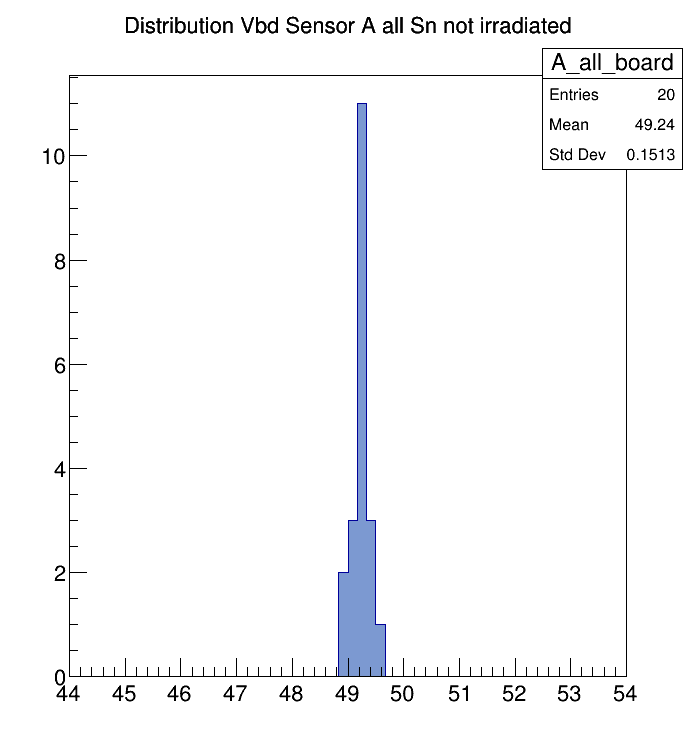 Distribution Vbd Sensor A all Sn not irradiated
A_all_board
Entries 20
Mean 49.24
Std Dev 0.1513
10
8
6
4
2
0
44 45 46 47 48 49 50 51 52 53 54